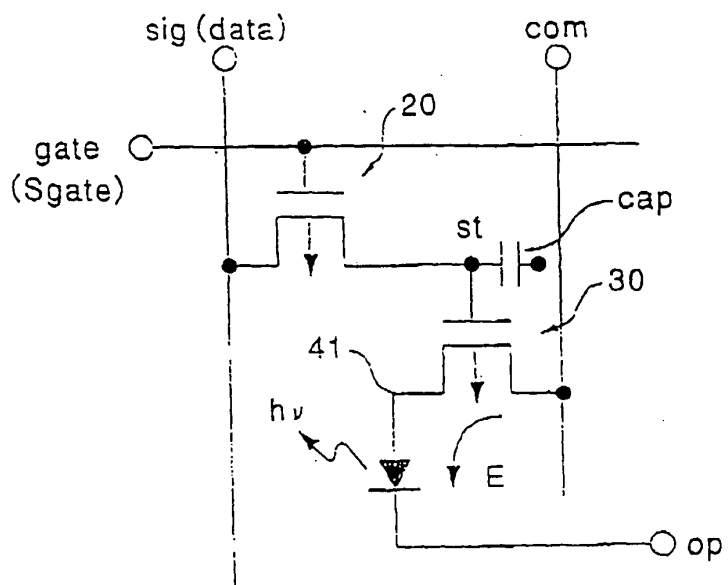 sig (data)
com
20
gate
(Sgate)
cap
st
30
41
hν
E
op